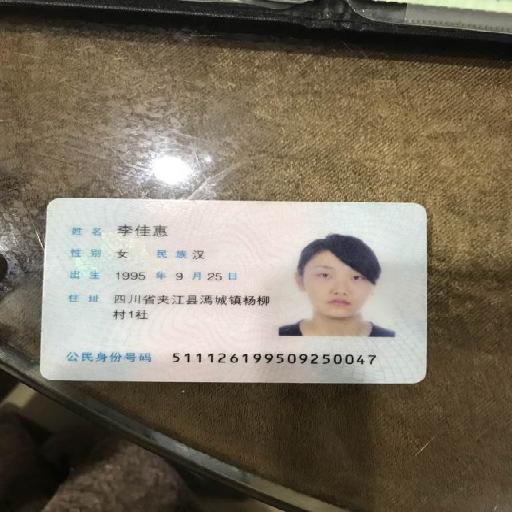 姓名 李佳惠
性别 女 民族 汉
出生 1995 年 9 月 25 日
住址 四川省夹江县漹城镇杨柳
村1社
公民身份号码 511126199509250047